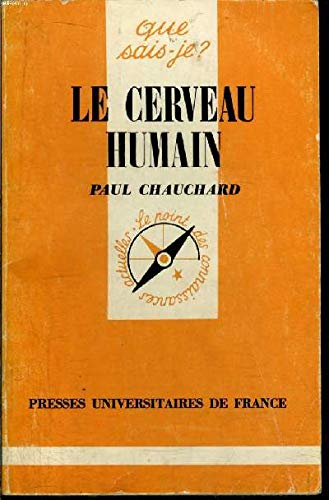 que
sais-je?
LE CERVEAU
HUMAIN
PAUL CHAUCHARD
Le point des connaissances actuelles
PRESSES UNIVERSITAIRES DE FRANCE